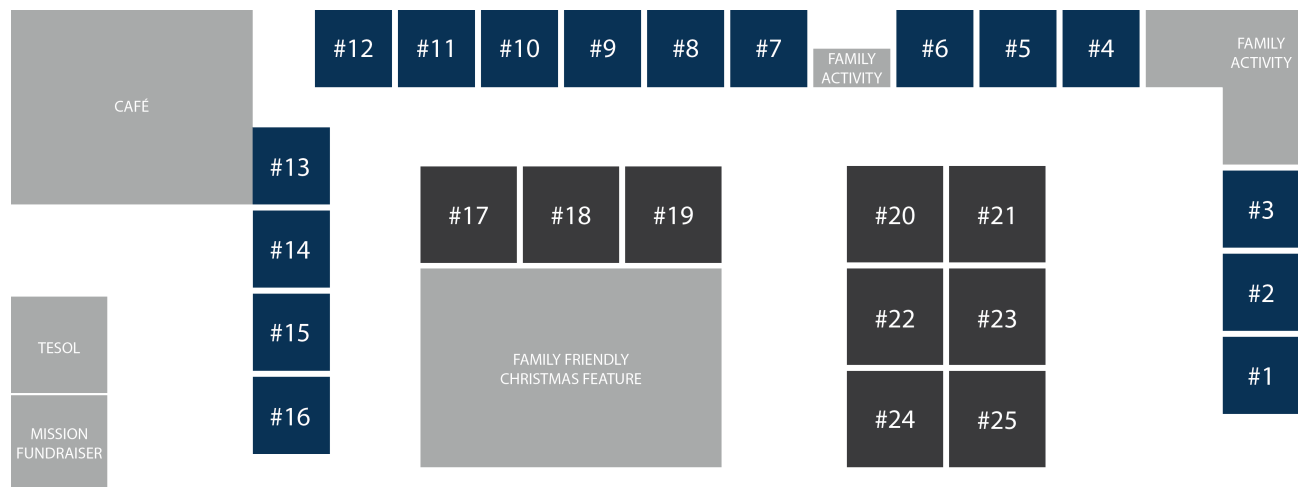 #12
#11
#10
#9
#8
#7
FAMILY
ACTIVITY
#6
#5
#4
FAMILY
ACTIVITY
CAFÉ
#13
#14
#15
#16
#17
#18
#19
#20
#21
#22
#23
#24
#25
#3
#2
#1
FAMILY FRIENDLY
CHRISTMAS FEATURE
TESOL
MISSION
FUNDRAISER